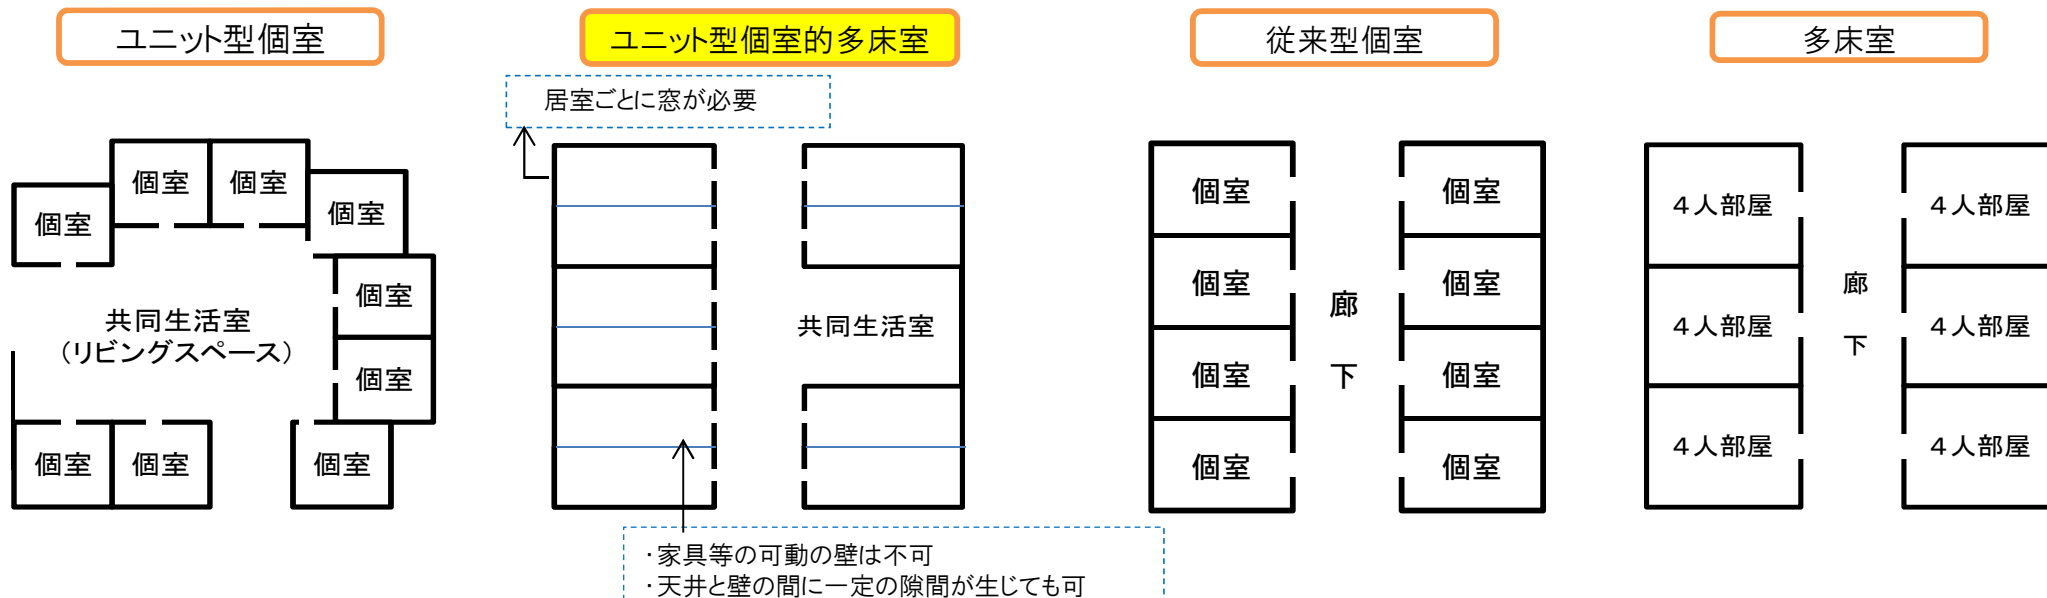 ユニット型個室
ユニット型個室的多床室
従来型個室
多床室
居室ごとに窓が必要
個室
個室
個室
個室
個室
個室
個室
個室
個室
共同生活室
（リビングスペース）
共同生活室
・家具等の可動の壁は不可
・天井と壁の間に一定の隙間が生じても可
個室
個室
個室
個室
個室
個室
個室
個室
廊
下
４人部屋
４人部屋
４人部屋
４人部屋
４人部屋
４人部屋
廊
下